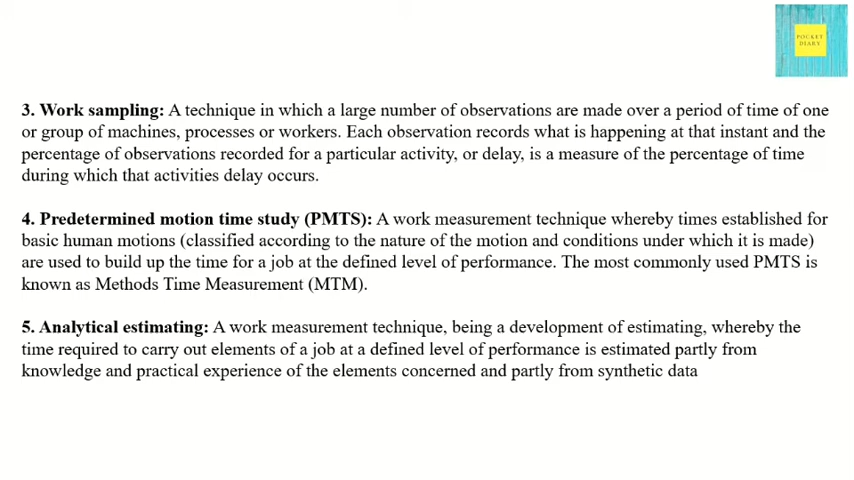 POCKET
DIARY
3. Work sampling: A technique in which a large number of observations are made over a period of time of one
or group of machines, processes or workers. Each observation records what is happening at that instant and the
percentage of observations recorded for a particular activity, or delay, is a measure of the percentage of time
during which that activities delay occurs.
4. Predetermined motion time study (PMTS): A work measurement technique whereby times established for
basic human motions (classified according to the nature of the motion and conditions under which it is made)
are used to build up the time for a job at the defined level of performance. The most commonly used PMTS is
known as Methods Time Measurement (MTM).
5. Analytical estimating: A work measurement technique, being a development of estimating, whereby the
time required to carry out elements of a job at a defined level of performance is estimated partly from
knowledge and practical experience of the elements concerned and partly from synthetic data